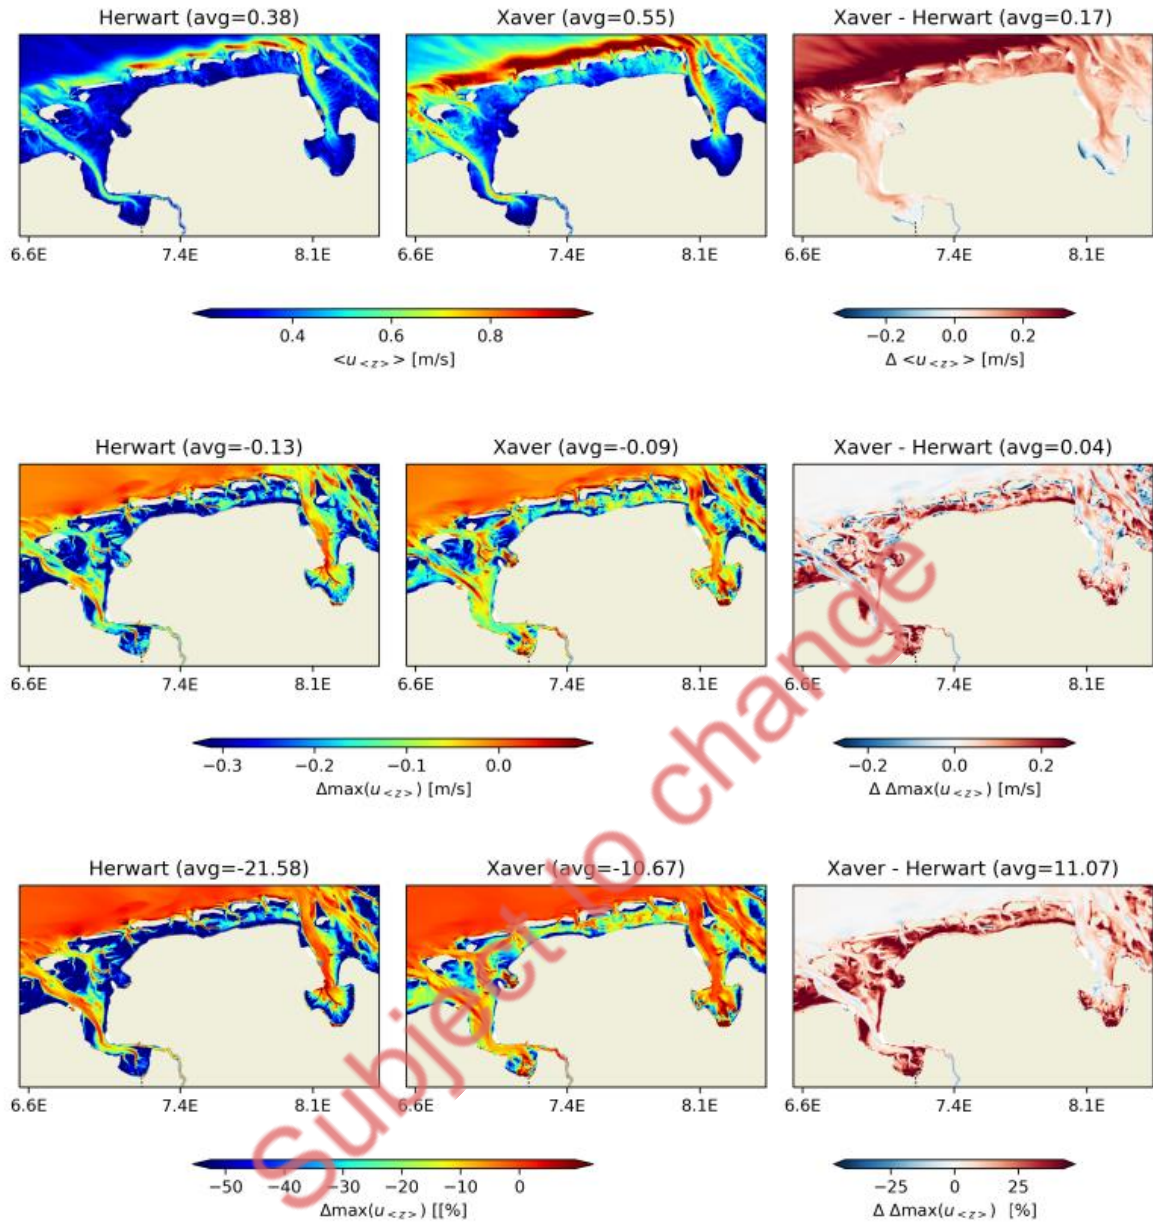 Herwart (avg=0.38) Xaver (avg=0.55) Xaver - Herwart (avg=0.17)
6.6E 7.4E 8.1E 6.6E 7.4E 8.1E 6.6E 7.4E 8.1E
0.4 0.6 0.8 −0.2 0.0 0.2
<u<z>> [m/s] Δ <u<z>> [m/s]
Herwart (avg=-0.13) Xaver (avg=-0.09) Xaver - Herwart (avg=0.04)
6.6E 7.4E 8.1E 6.6E 7.4E 8.1E 6.6E 7.4E 8.1E
−0.3 −0.2 −0.1 0.0 −0.2 0.0 0.2
Δmax(u<z>) [m/s] Δ Δmax(u<z>) [m/s]
Herwart (avg=-21.58) Xaver (avg=-10.67) Xaver - Herwart (avg=11.07)
6.6E 7.4E 8.1E 6.6E 7.4E 8.1E 6.6E 7.4E 8.1E
−50 −40 −30 −20 −10 0 −25 0 25
Δmax(u<z>) [[%] Δ Δmax(u<z>) [%]
Subject to change